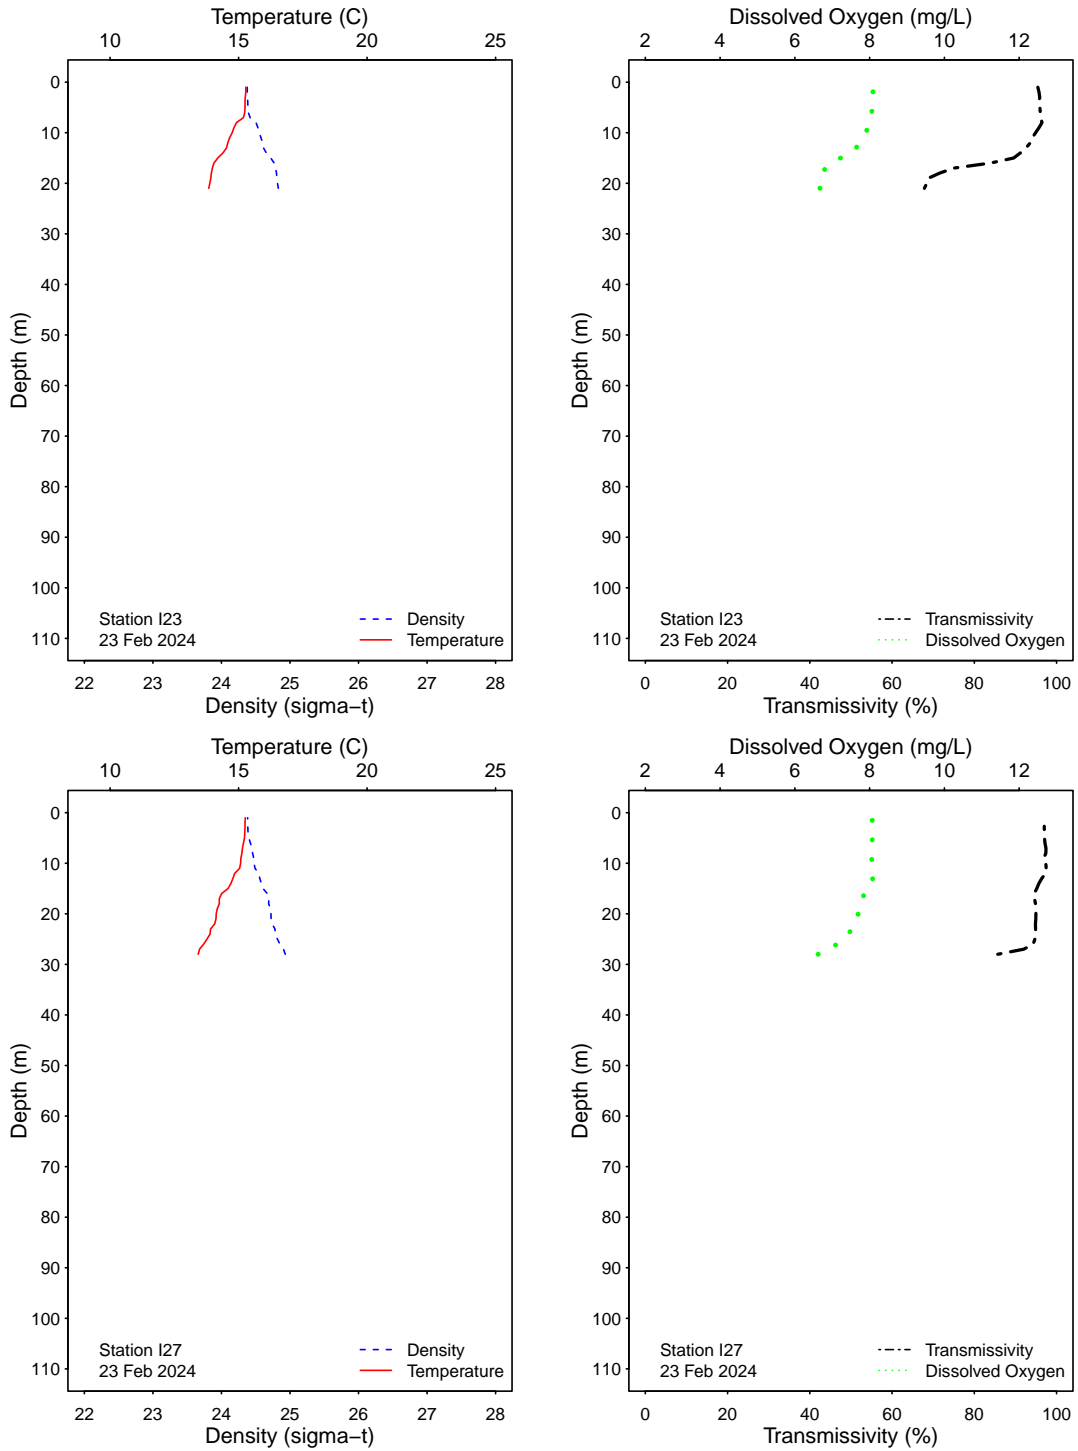 Temperature (C)
10 15 20 25
0
10
20
30
40
50
60
70
80
90
100
110
Depth (m)
Station I23
23 Feb 2024
Density
Temperature
22 23 24 25 26 27 28
Density (sigma−t)
Dissolved Oxygen (mg/L)
2 4 6 8 10 12
0
10
20
30
40
50
60
70
80
90
100
110
Depth (m)
Station I23
23 Feb 2024
Transmissivity
Dissolved Oxygen
0 20 40 60 80 100
Transmissivity (%)
Temperature (C)
10 15 20 25
0
10
20
30
40
50
60
70
80
90
100
110
Depth (m)
Station I27
23 Feb 2024
Density
Temperature
22 23 24 25 26 27 28
Density (sigma−t)
Dissolved Oxygen (mg/L)
2 4 6 8 10 12
0
10
20
30
40
50
60
70
80
90
100
110
Depth (m)
Station I27
23 Feb 2024
Transmissivity
Dissolved Oxygen
0 20 40 60 80 100
Transmissivity (%)